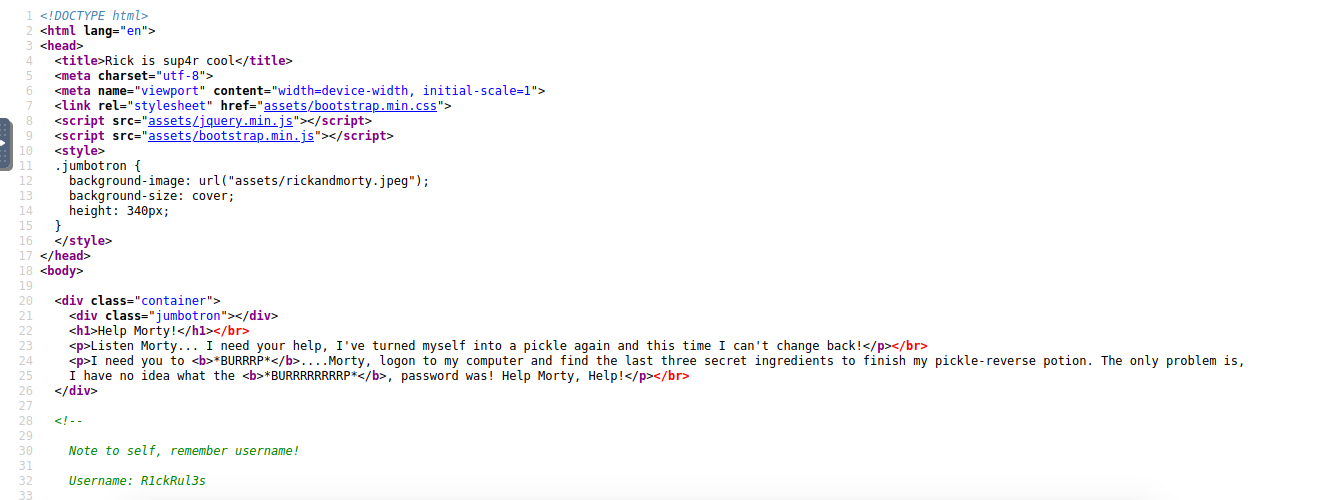 1 <!DOCTYPE html>
2 <html lang="en">
3 <head>
4   <title>Rick is sup4r cool</title>
5   <meta charset="utf-8">
6   <meta name="viewport" content="width=device-width, initial-scale=1">
7   <link rel="stylesheet" href="assets/bootstrap.min.css">
8   <script src="assets/jquery.min.js"></script>
9   <script src="assets/bootstrap.min.js"></script>
10   <style>
11   .jumbotron {
12     background-image: url("assets/rickandmorty.jpeg");
13     background-size: cover;
14     height: 340px;
15   }
16   </style>
17 </head>
18 <body>
19
20   <div class="container">
21     <div class="jumbotron"></div>
22     <h1>Help Morty!</h1></br>
23     <p>Listen Morty... I need your help, I've turned myself into a pickle again and this time I can't change back!</p></br>
24     <p>I need you to <b>*BURRRP*</b>....Morty, logon to my computer and find the last three secret ingredients to finish my pickle-reverse potion. The only problem is,
25     I have no idea what the <b>*BURRRRRRRRP*</b>, password was! Help Morty, Help!</p></br>
26   </div>
27
28   <!--
29
30     Note to self, remember username!
31
32     Username: R1ckRul3s
33